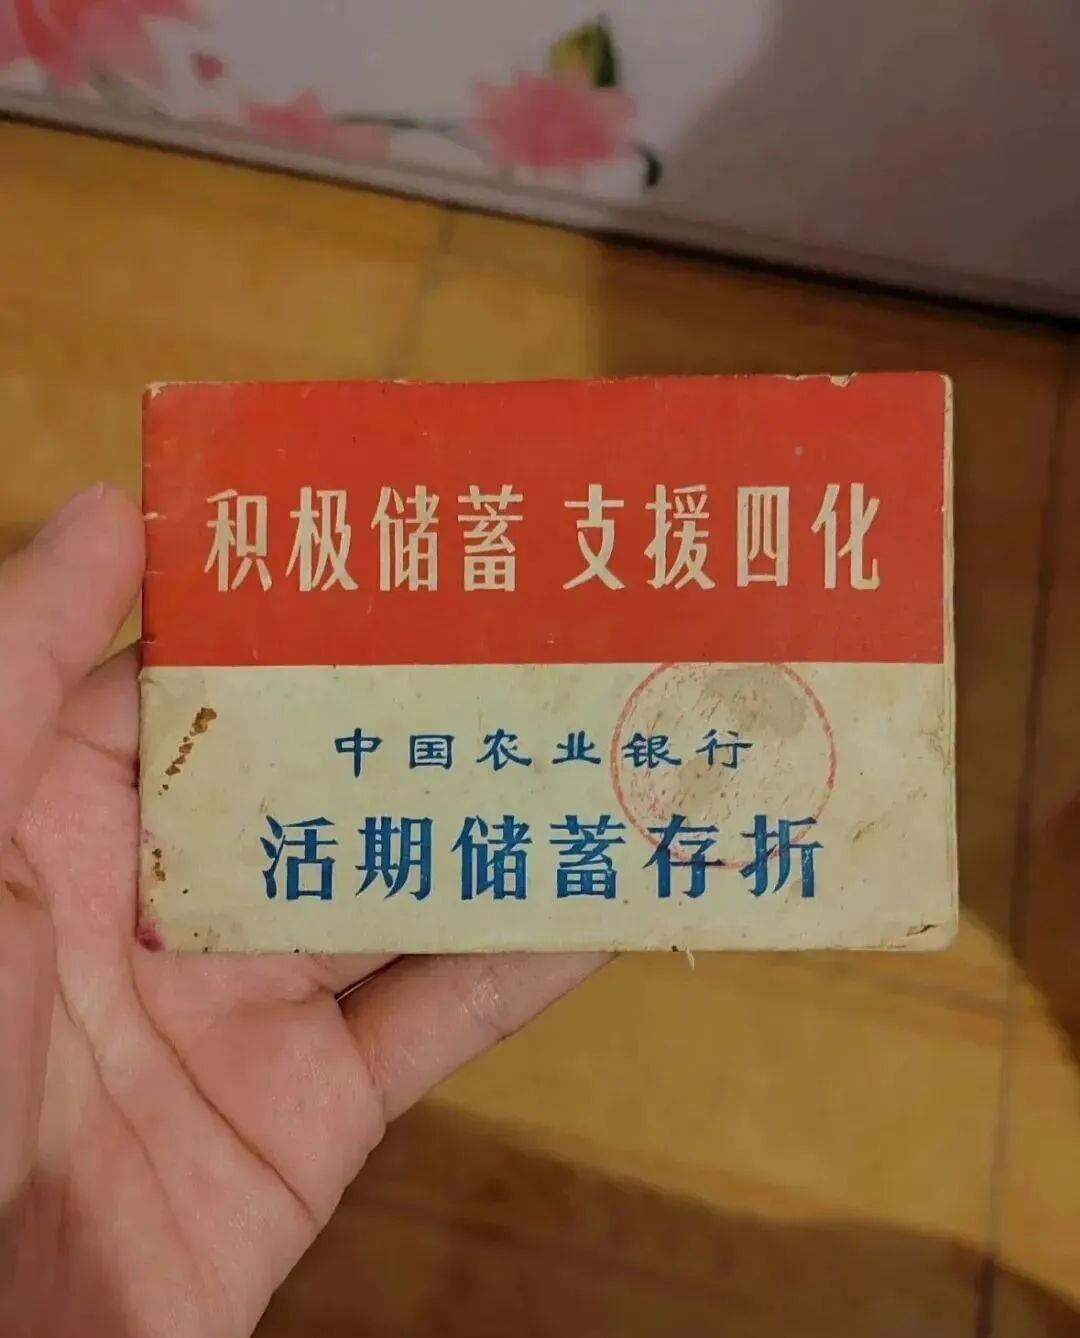 积极储蓄 支援四化
中国农业银行
活期储蓄存折